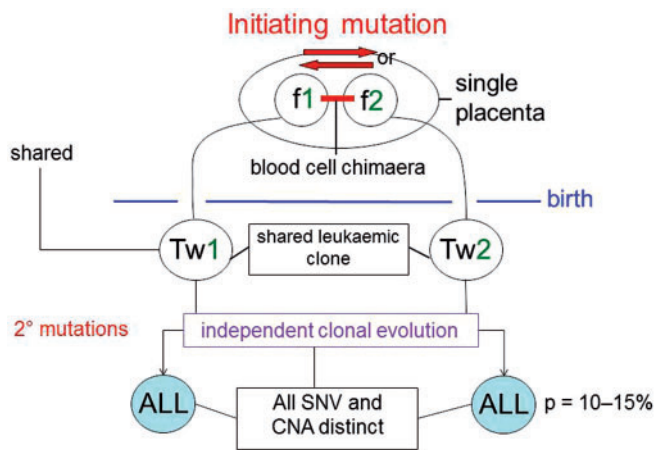 Initiating mutation
or
f1
f2
single
placenta
shared
blood cell chimaera
birth
Tw1
shared leukaemic
clone
Tw2
2° mutations
independent clonal evolution
ALL
All SNV and
CNA distinct
ALL
p = 10–15%